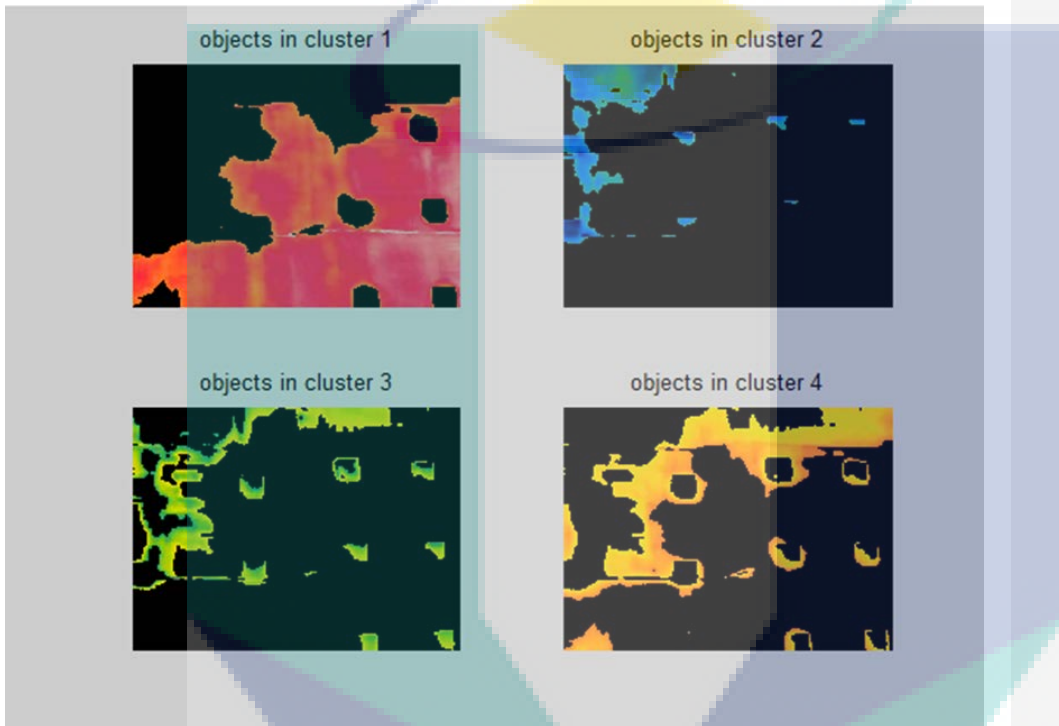 objects in cluster 1
objects in cluster 2
objects in cluster 3
objects in cluster 4